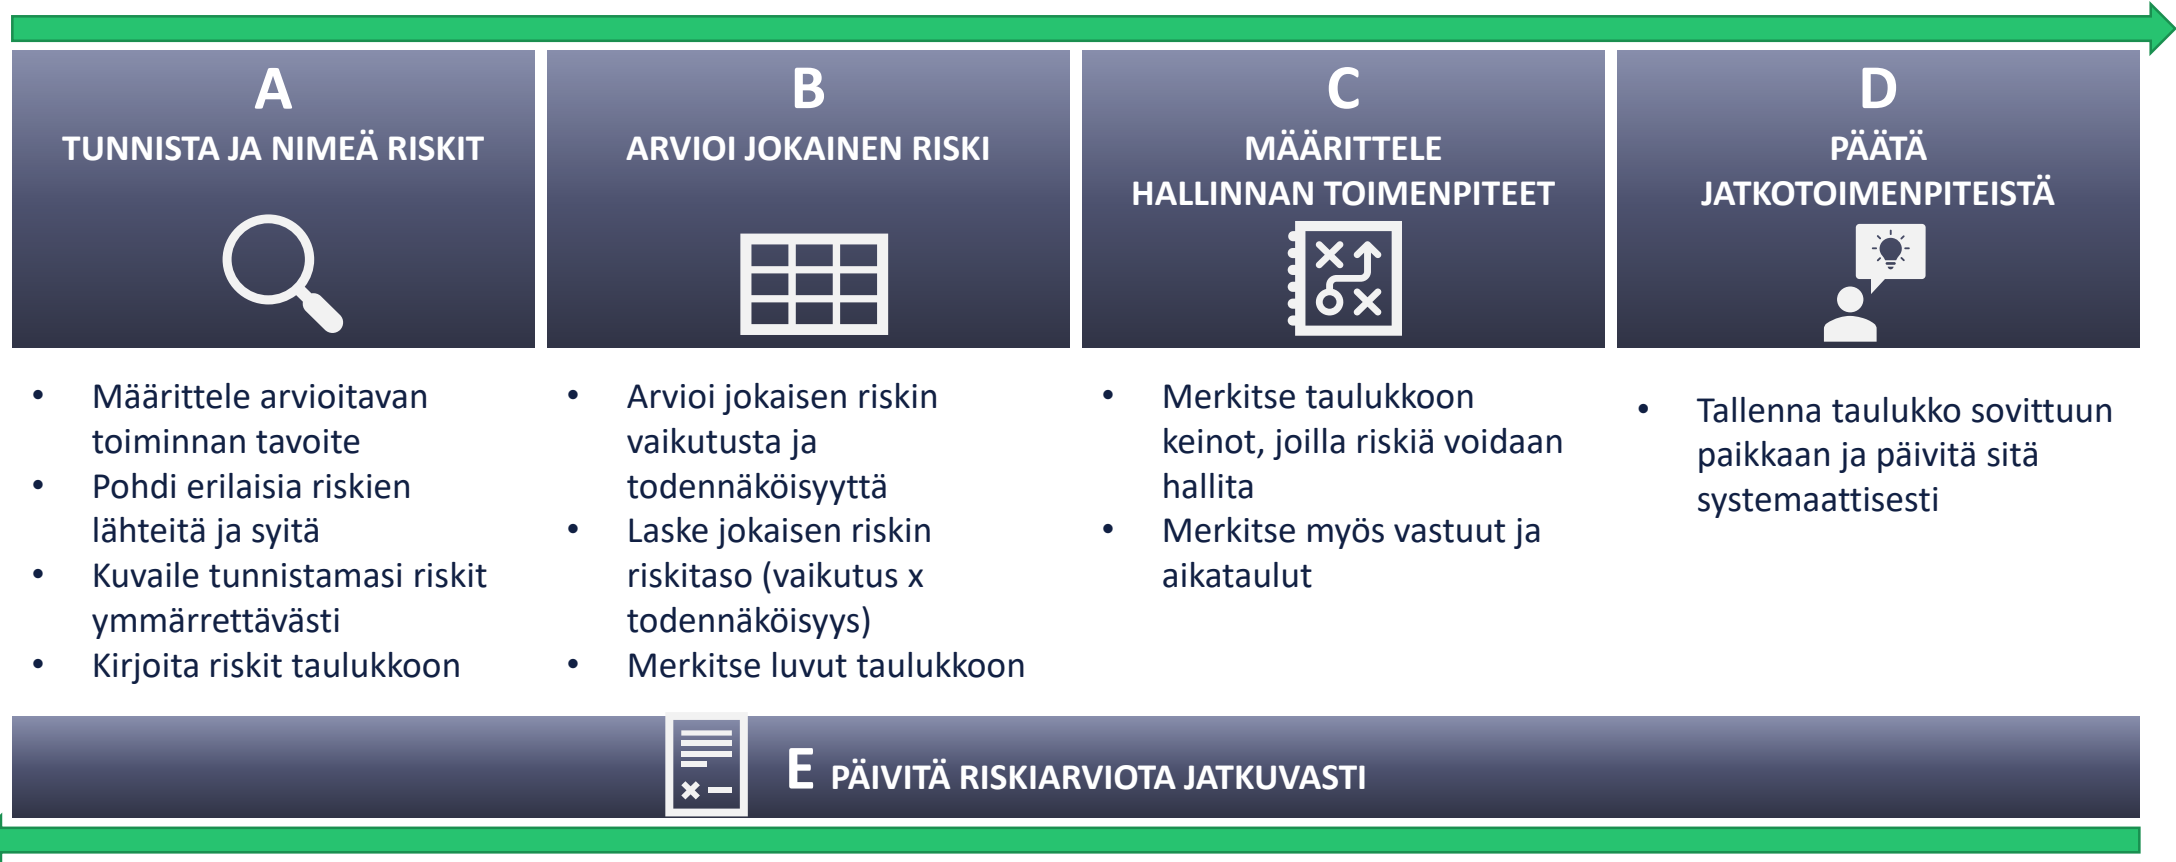 A
TUNNISTA JA NIMEÄ RISKIT
• Määrittele arvioitavan
toiminnan tavoite
• Pohdi erilaisia riskien
lähteitä ja syitä
• Kuvaile tunnistamasi riskit
ymmärrettävästi
• Kirjoita riskit taulukkoon
B
ARVIOI JOKAINEN RISKI
• Arvioi jokaisen riskin
vaikutusta ja
todennäköisyyttä
• Laske jokaisen riskin
riskitaso (vaikutus x
todennäköisyys)
• Merkitse luvut taulukkoon
C
MÄÄRITTELE
HALLINNAN TOIMENPITEET
• Merkitse taulukkoon
keinot, joilla riskiä voidaan
hallita
• Merkitse myös vastuut ja
aikataulut
D
PÄÄTÄ
JATKOTOIMENPITEISTÄ
• Tallenna taulukko sovittuun
paikkaan ja päivitä sitä
systemaattisesti
E PÄIVITÄ RISKIARVIOTA JATKUVASTI